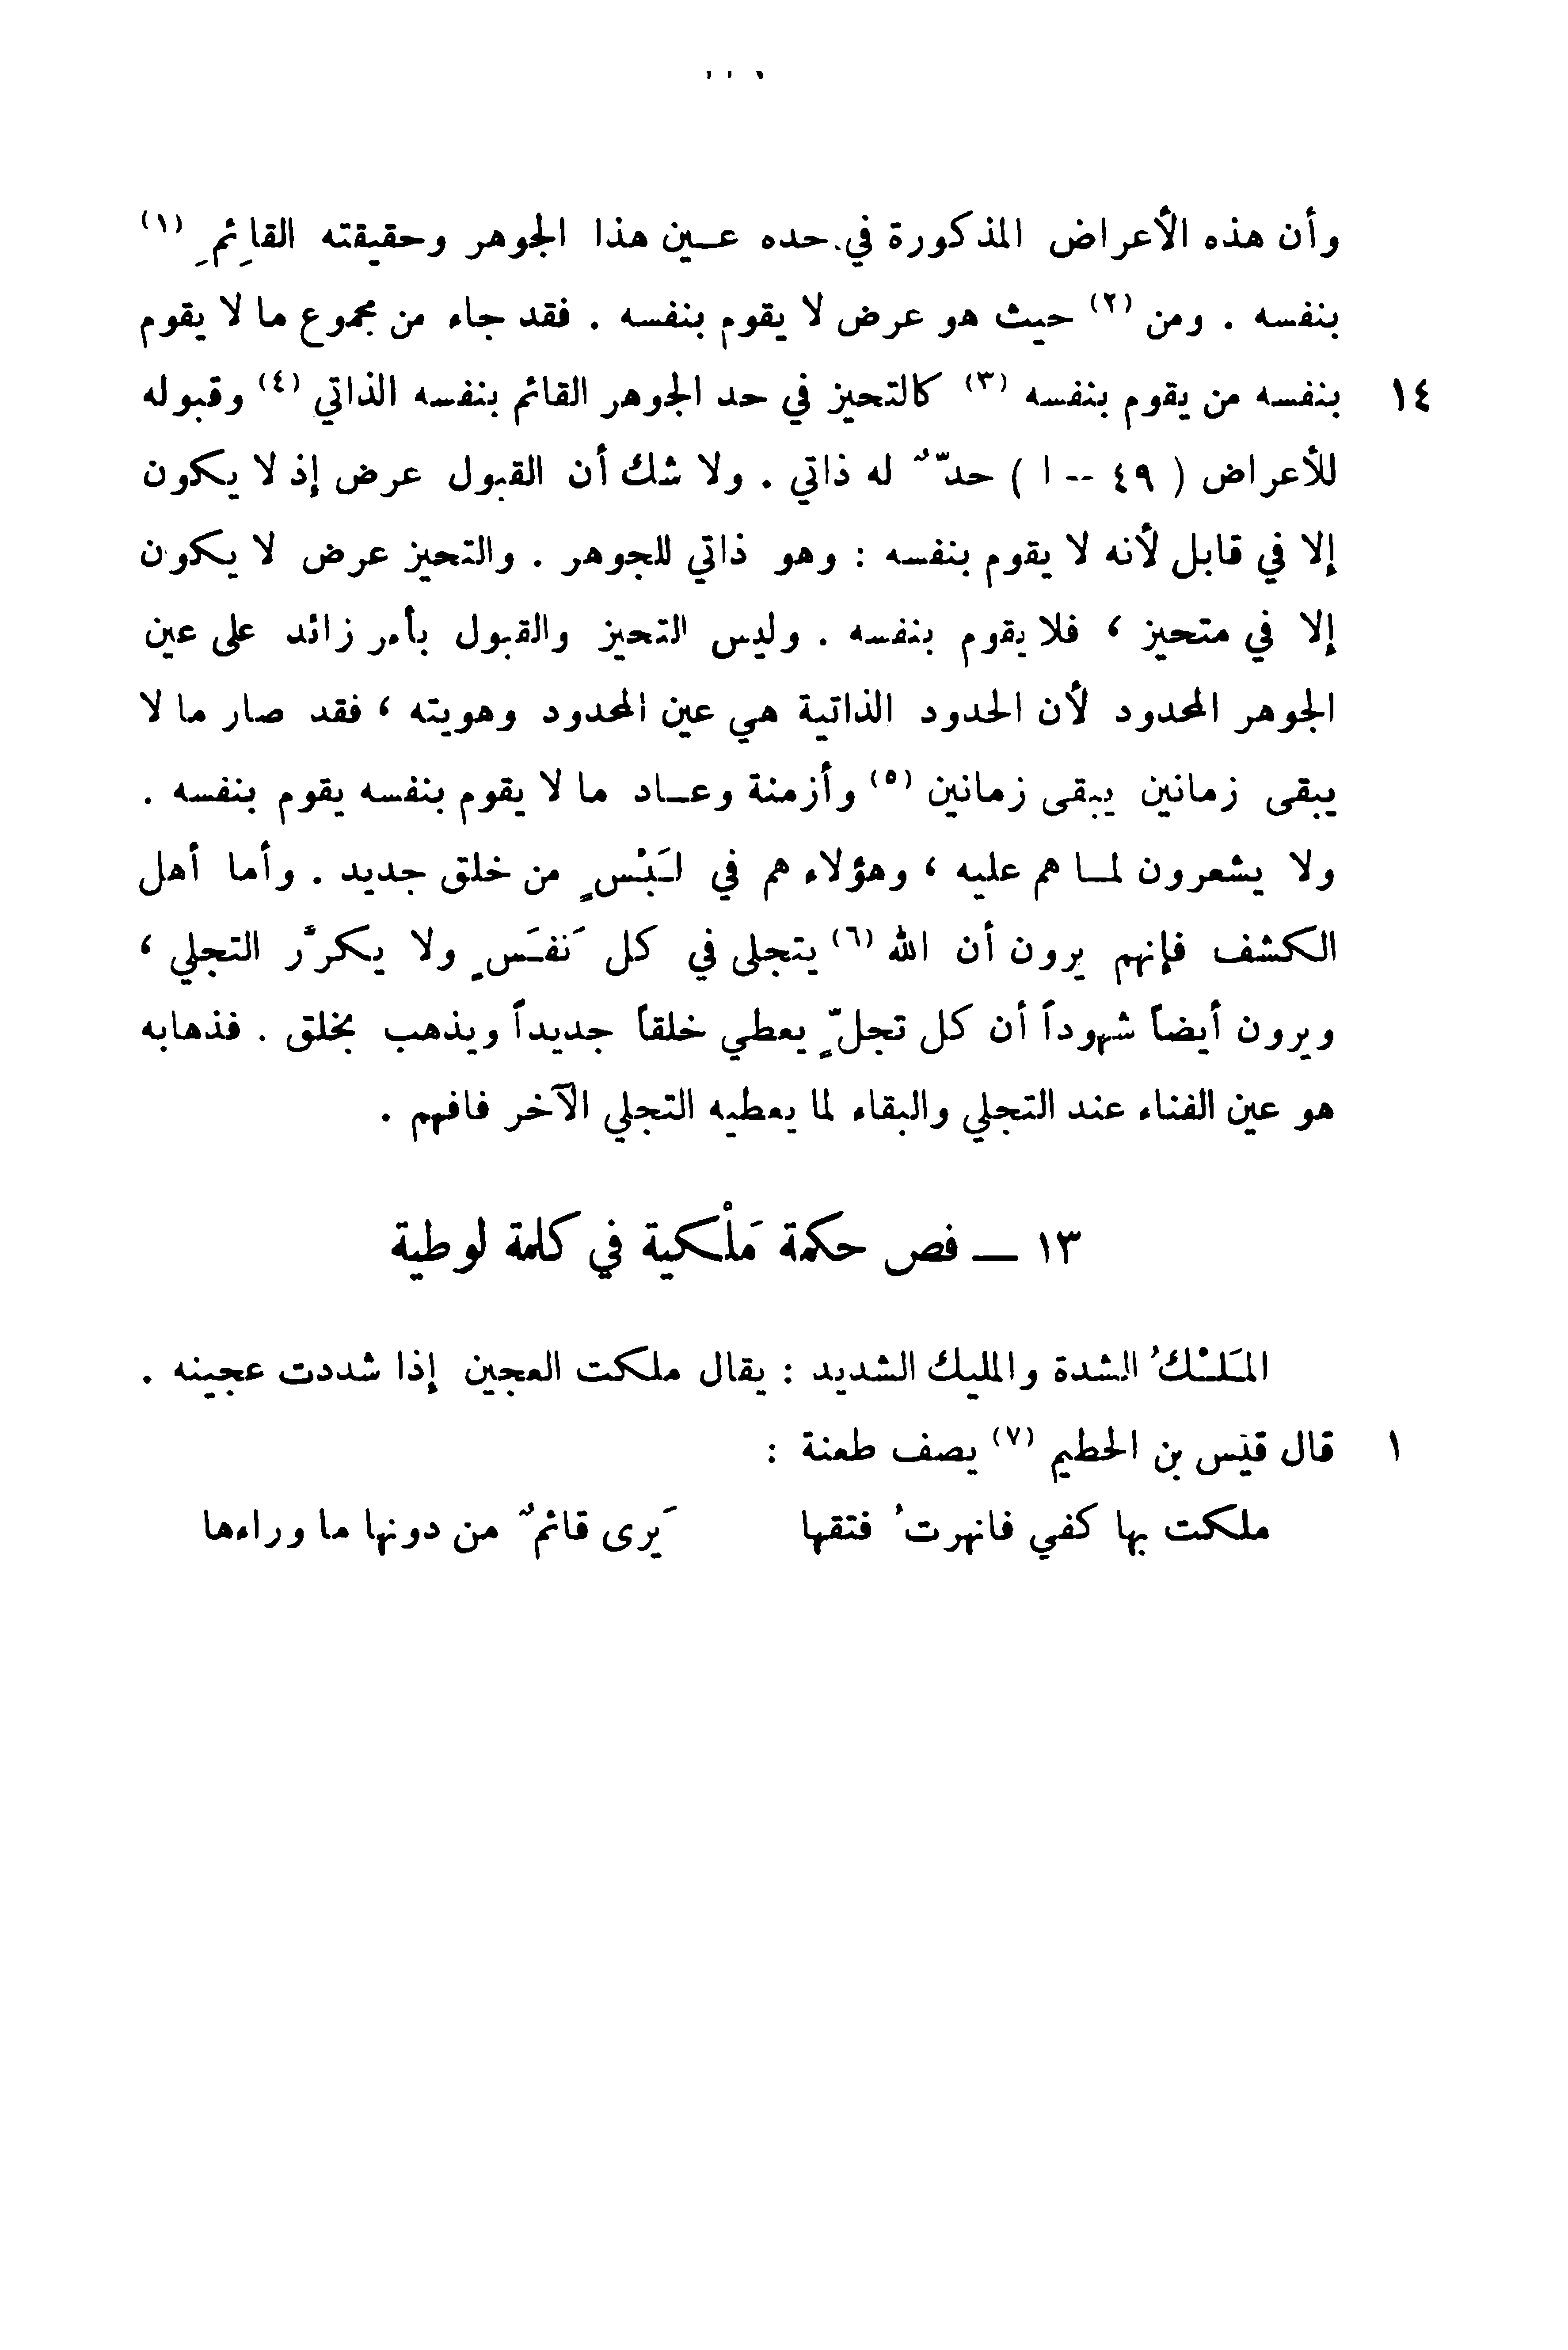 وأن هذه الأعراض المذكورة في حده عـين هذا الجوهر وحقيقته القائمِ (١)
بنفسه . ومن (٢) حيث هو عرض لا يقوم بنفسه . فقد جاء من مجموع ما لا يقوم
١٤ بنفسه من يقوم بنفسه (٣) كالتحيز في حد الجوهر القائم بنفسه الذاتي (٤) وقبوله
للأعراض ( ٤٩ -- ا ) حدٌّ له ذاتي . ولا شك أن القبول عرض إذ لا يكون
إلا في قابل لأنه لا يقوم بنفسه : وهو ذاتي للجوهر . والتحيز عرض لا يكون
إلا في متحيز ، فلا يقوم بنفسه . وليس التحيز والقبول بأمر زائد على عين
الجوهر المحدود لأن الحدود الذاتية هي عين المحدود وهويته ، فقد صار ما لا
يبقى زمانين يبقى زمانين (٥) وأزمنة وعـاد ما لا يقوم بنفسه يقوم بنفسه .
ولا يشعرون لمـا هم عليه ، وهؤلاء هم في لَبْسٍ من خلق جديد . وأما أهل
الكشف فإنهم يرون أن الله (٦) يتجلى في كل نَفَسٍ ولا يكرَّر التجلي ،
ويرون أيضاً شهوداً أن كل تجلٍّ يعطي خلقاً جديداً ويذهب بخلق . فذهابه
هو عين الفناء عند التجلي والبقاء لما يعطيه التجلي الآخر فافهم .
١٣ — فص حكمة مَلْكية في كلمة لوطية
المَلْكُ الشدة والمليك الشديد : يقال ملكت العجين إذا شددت عجينه .
١ قال قيس بن الحطيم (٧) يصف طعنة :
ملكت بها كفي فانهرتُ فتقها يَرى قائمٌ من دونها ما وراءها